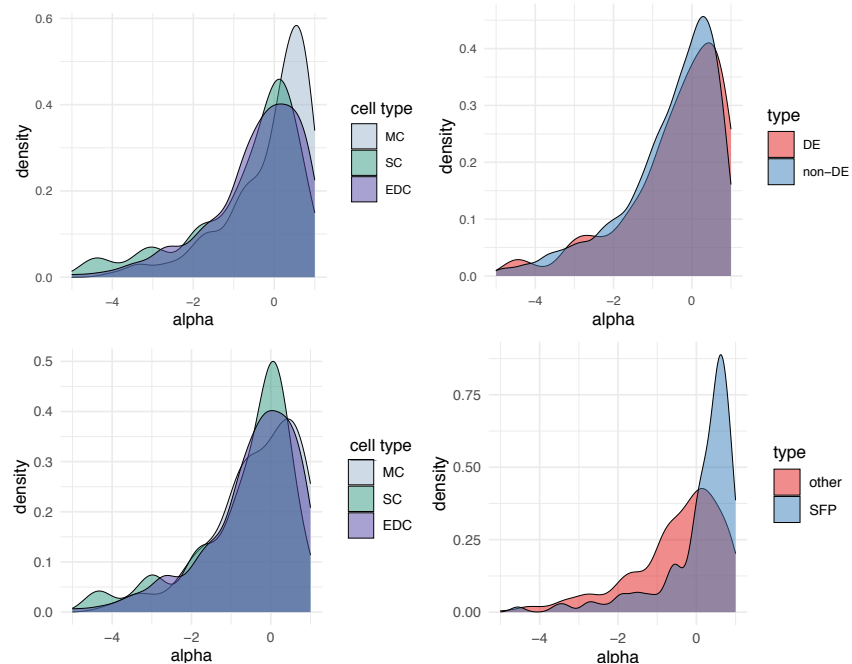 0.6
0.4
0.2
0.0
density
−4
−2
0
alpha
cell type
MC
SC
EDC
0.4
0.3
0.2
0.1
0.0
density
−4
−2
0
alpha
type
DE
non−DE
0.5
0.4
0.3
0.2
0.1
0.0
density
−4
−2
0
alpha
cell type
MC
SC
EDC
0.75
0.50
0.25
0.00
density
−4
−2
0
alpha
type
other
SFP